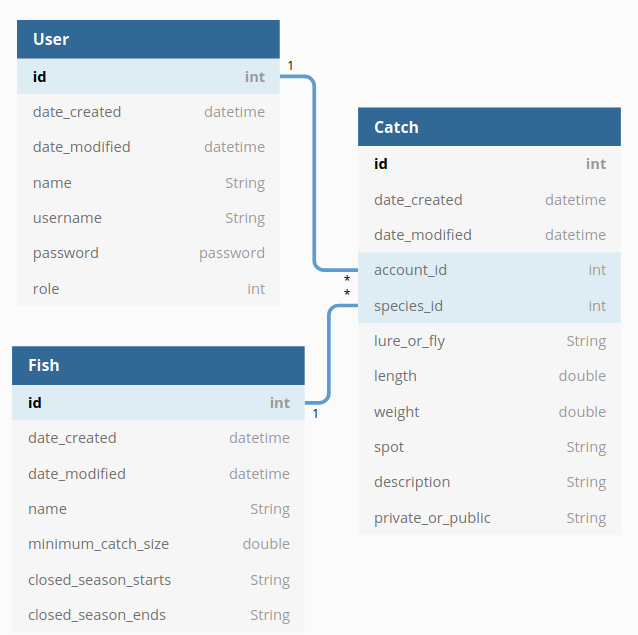 User
id int
date_created datetime
date_modified datetime
name String
username String
password password
role int
1
Catch
id int
date_created datetime
date_modified datetime
account_id int
*
*
species_id int
lure_or_fly String
length double
weight double
spot String
description String
private_or_public String
Fish
id int
1
date_created datetime
date_modified datetime
name String
minimum_catch_size double
closed_season_starts String
closed_season_ends String